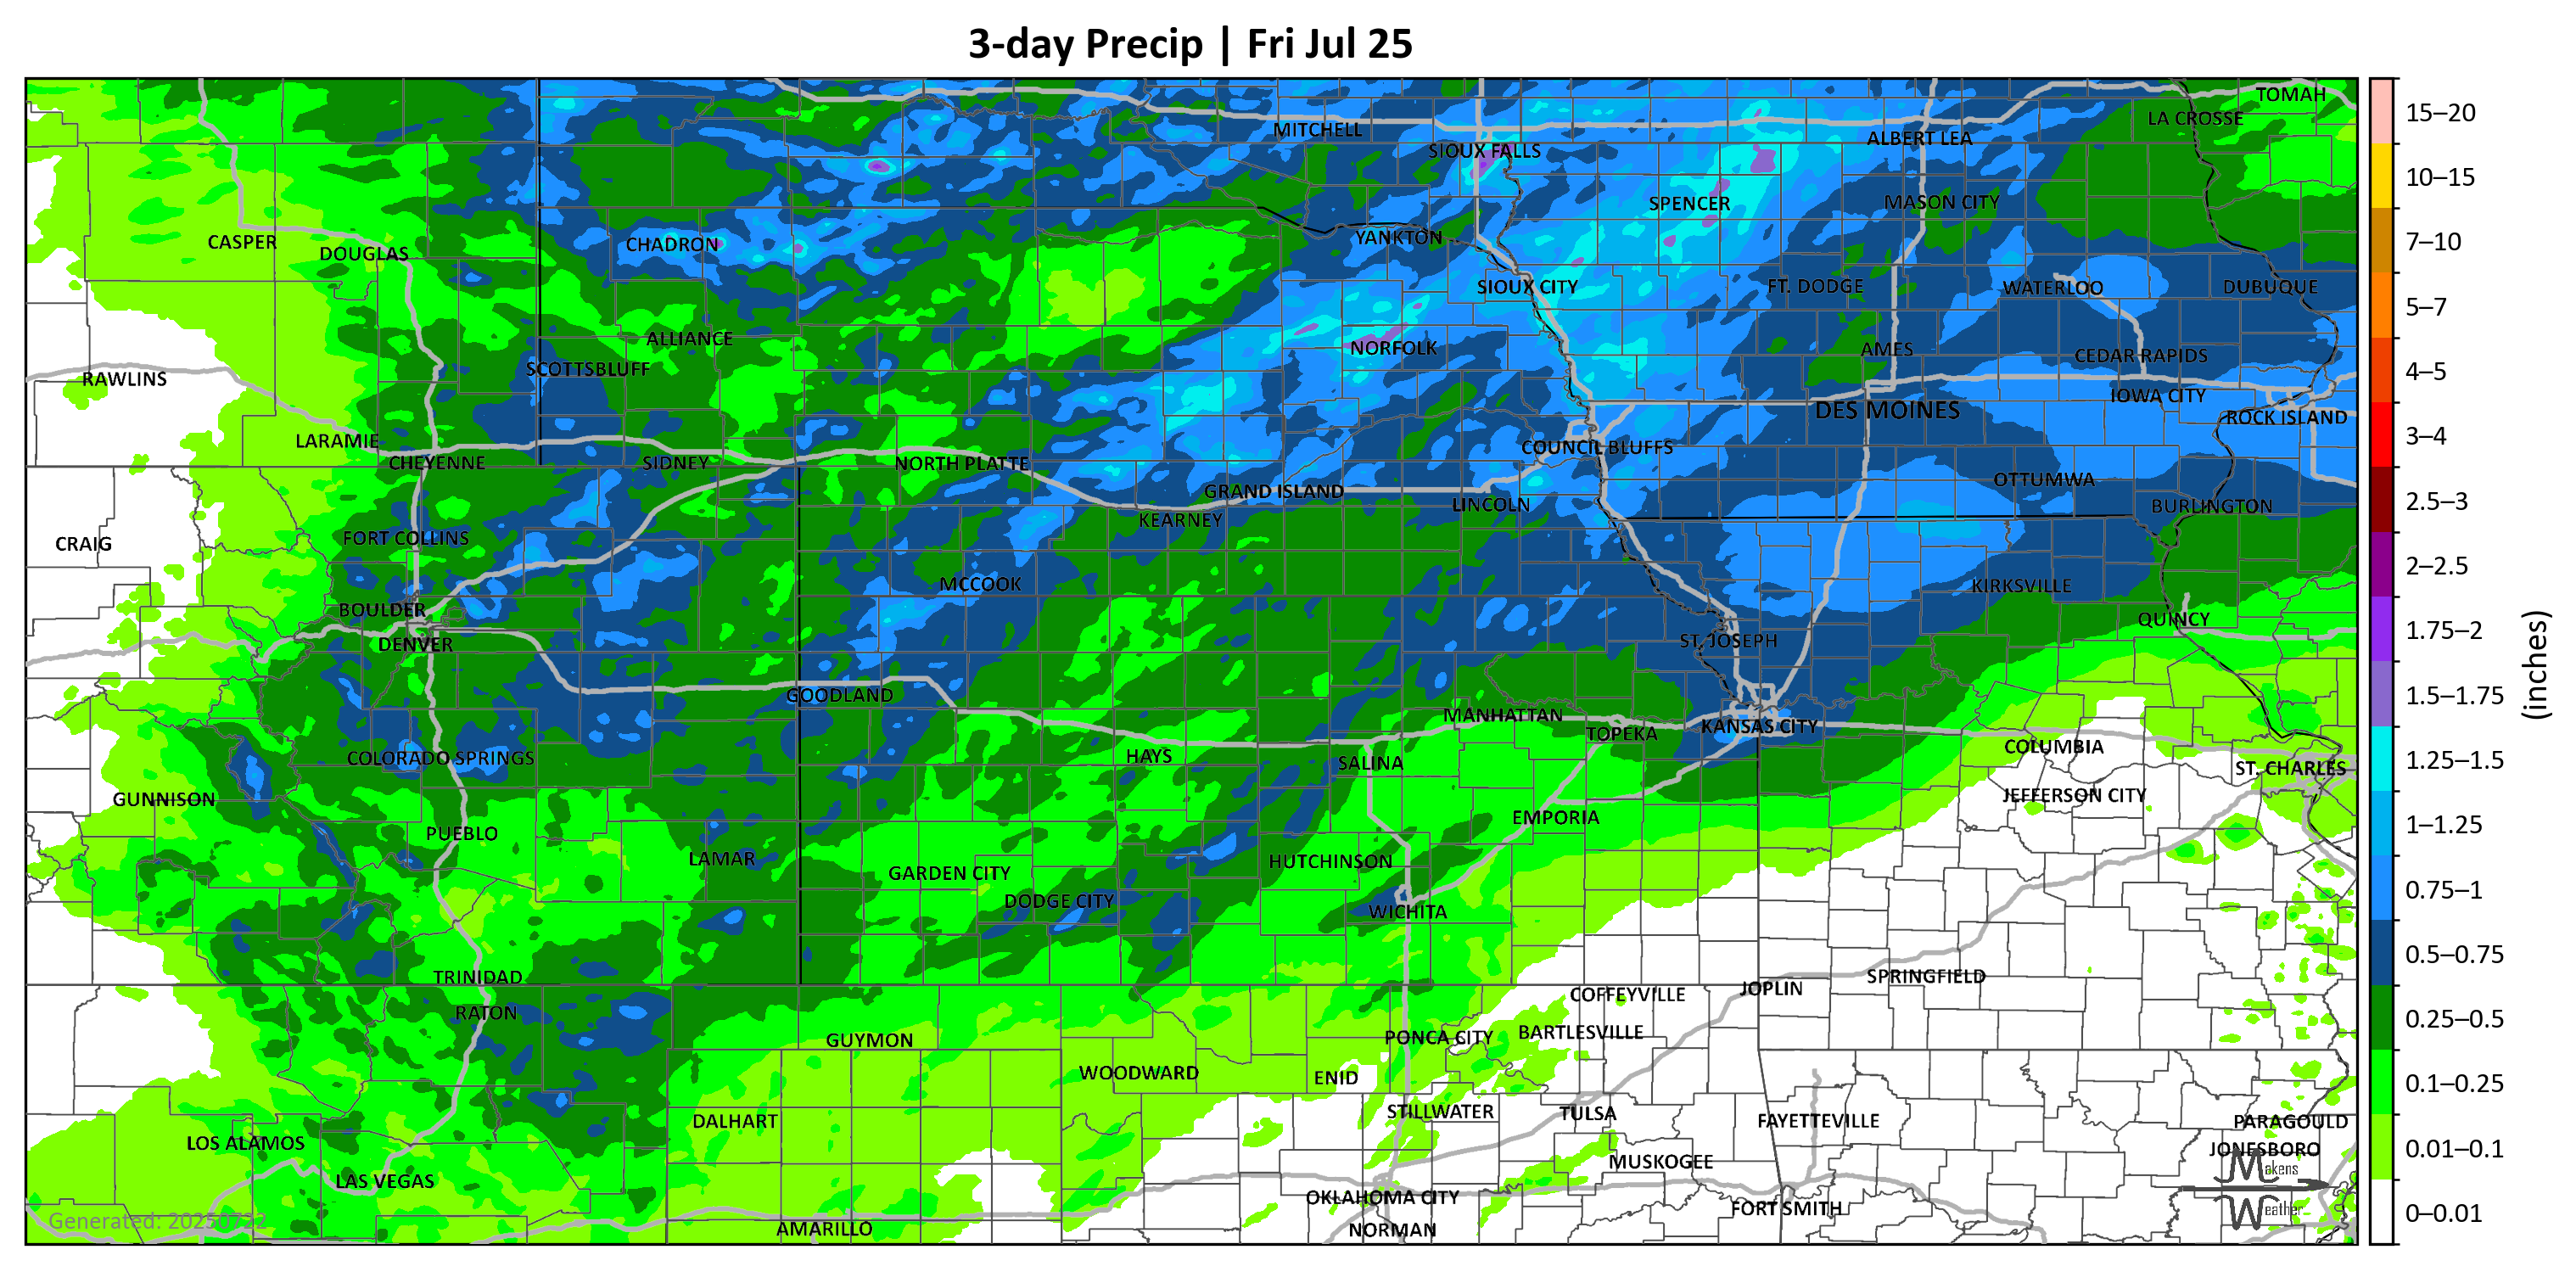 3-day Precip | Fri Jul 25
TOMAH
LA CROSSE
MITCHELL
ALBERT LEA
SIOUX FALLS
SPENCER
MASON CITY
CASPER
DOUGLAS
CHADRON
YANKTON
SIOUX CITY
FT. DODGE
WATERLOO
DUBUQUE
ALLIANCE
NORFOLK
AMES
CEDAR RAPIDS
SCOTTSBLUFF
RAWLINS
IOWA CITY
DES MOINES
ROCK ISLAND
LARAMIE
CHEYENNE
SIDNEY
NORTH PLATTE
COUNCIL BLUFFS
GRAND ISLAND
LINCOLN
OTTUMWA
BURLINGTON
KEARNEY
CRAIG
FORT COLLINS
MCCOOK
KIRKSVILLE
BOULDER
QUINCY
DENVER
ST. JOSEPH
GOODLAND
MANHATTAN
TOPEKA
KANSAS CITY
COLUMBIA
COLORADO SPRINGS
HAYS
SALINA
ST. CHARLES
GUNNISON
JEFFERSON CITY
PUEBLO
EMPORIA
LAMAR
GARDEN CITY
HUTCHINSON
DODGE CITY
WICHITA
TRINIDAD
SPRINGFIELD
COFFEYVILLE
JOPLIN
RATON
GUYMON
PONCA CITY
BARTLESVILLE
WOODWARD
ENID
DALHART
STILLWATER
TULSA
FAYETTEVILLE
PARAGOULD
LOS ALAMOS
JONESBORO
LAS VEGAS
MUSKOGEE
OKLAHOMA CITY
FORT SMITH
AMARILLO
NORMAN
Generated: 20250722
Makens
Weather
15–20
10–15
7–10
5–7
4–5
3–4
2.5–3
2–2.5
1.75–2
1.5–1.75
1.25–1.5
1–1.25
0.75–1
0.5–0.75
0.25–0.5
0.1–0.25
0.01–0.1
0–0.01
(inches)